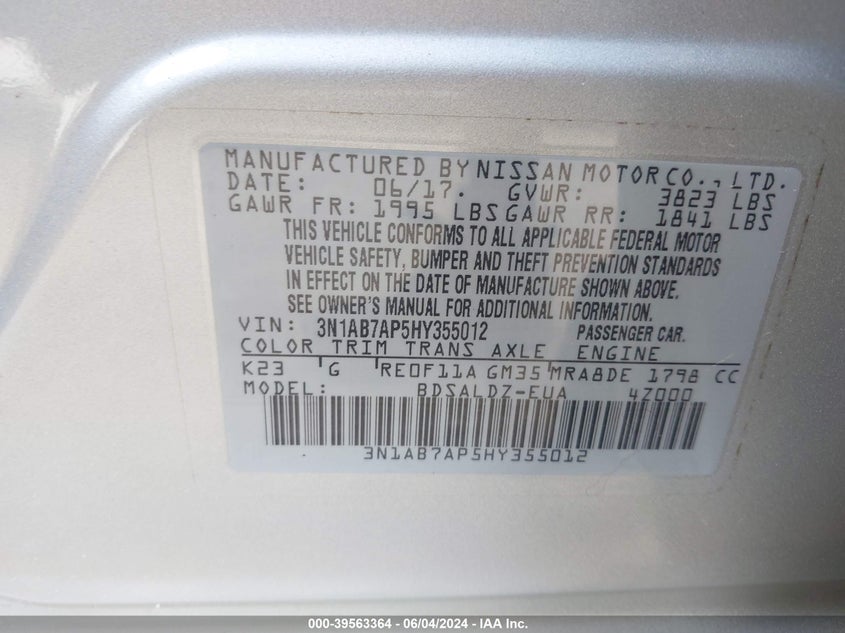 MANUFACTURED BY NISSAN MOTOR CO., LTD.
DATE: 06/17. GVWR: 3823 LBS
GAWR FR: 1995 LBS GAWR RR: 1841 LBS
THIS VEHICLE CONFORMS TO ALL APPLICABLE FEDERAL MOTOR
VEHICLE SAFETY, BUMPER AND THEFT PREVENTION STANDARDS
IN EFFECT ON THE DATE OF MANUFACTURE SHOWN ABOVE.
SEE OWNER'S MANUAL FOR ADDITIONAL INFORMATION.
VIN: 3N1AB7AP5HY355012 PASSENGER CAR.
COLOR TRIM TRANS AXLE ENGINE
K23 G RE0F11A GM35 MRA8DE 1798 CC
MODEL: BDSALDZ-EUA 4Z000
3N1AB7AP5HY355012
000-39563364 - 06/04/2024 - IAA Inc.